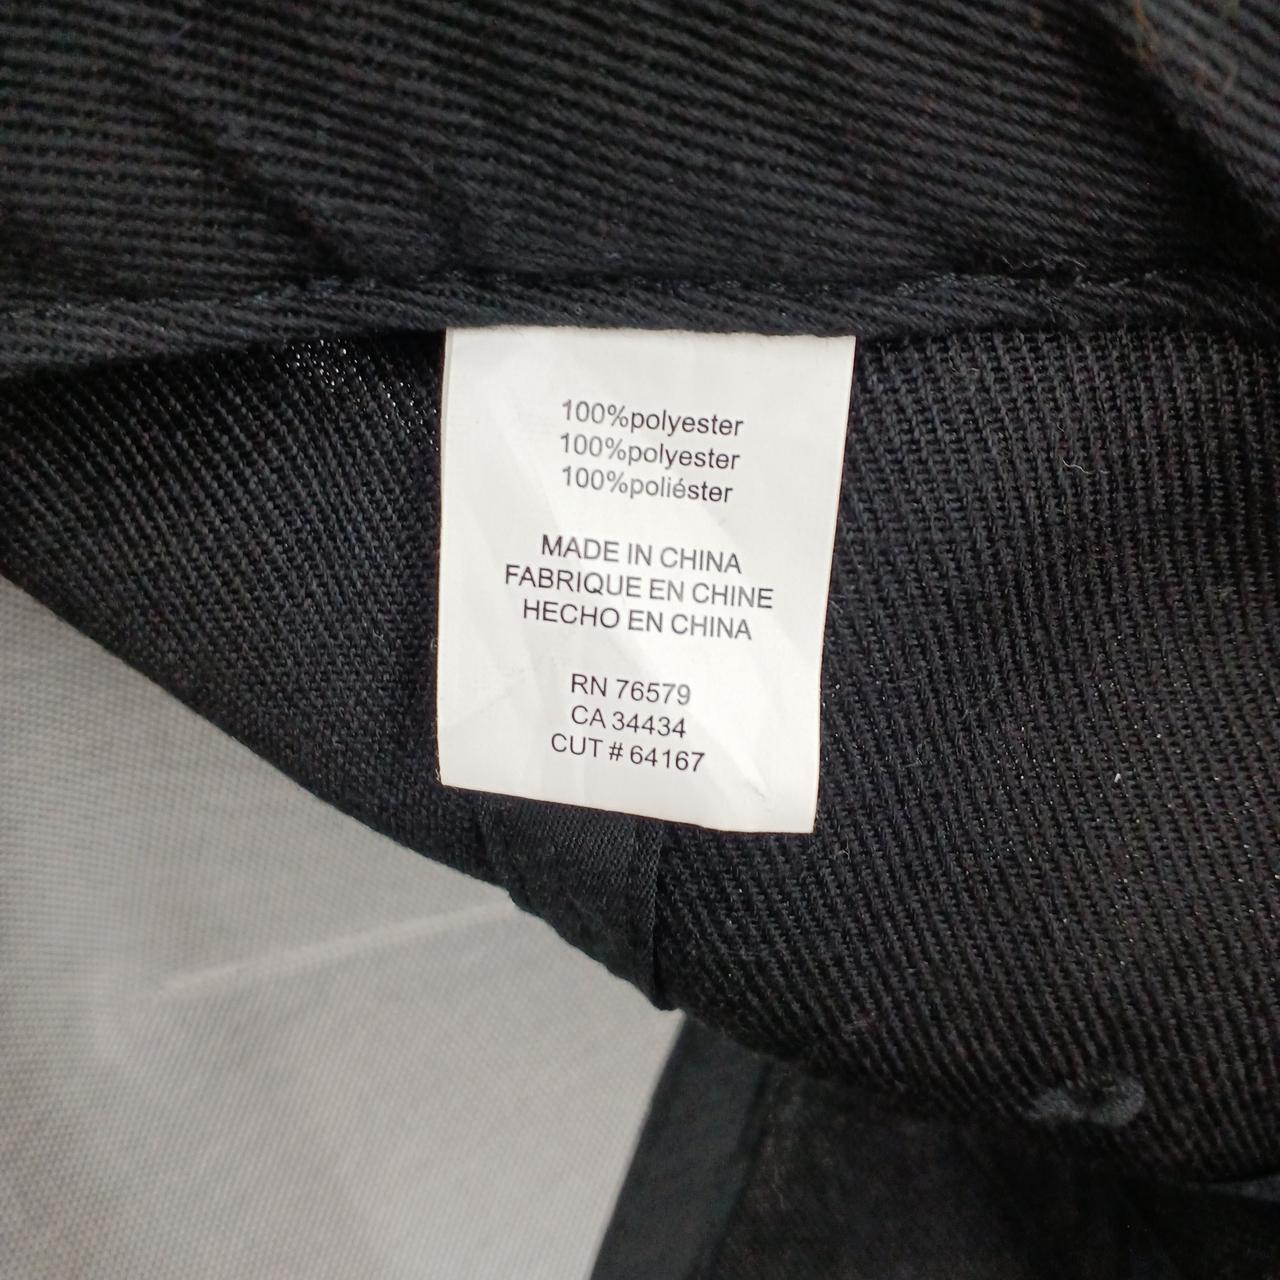 100%polyester
100%polyester
100%poliéster
MADE IN CHINA
FABRIQUE EN CHINE
HECHO EN CHINA
RN 76579
CA 34434
CUT # 64167